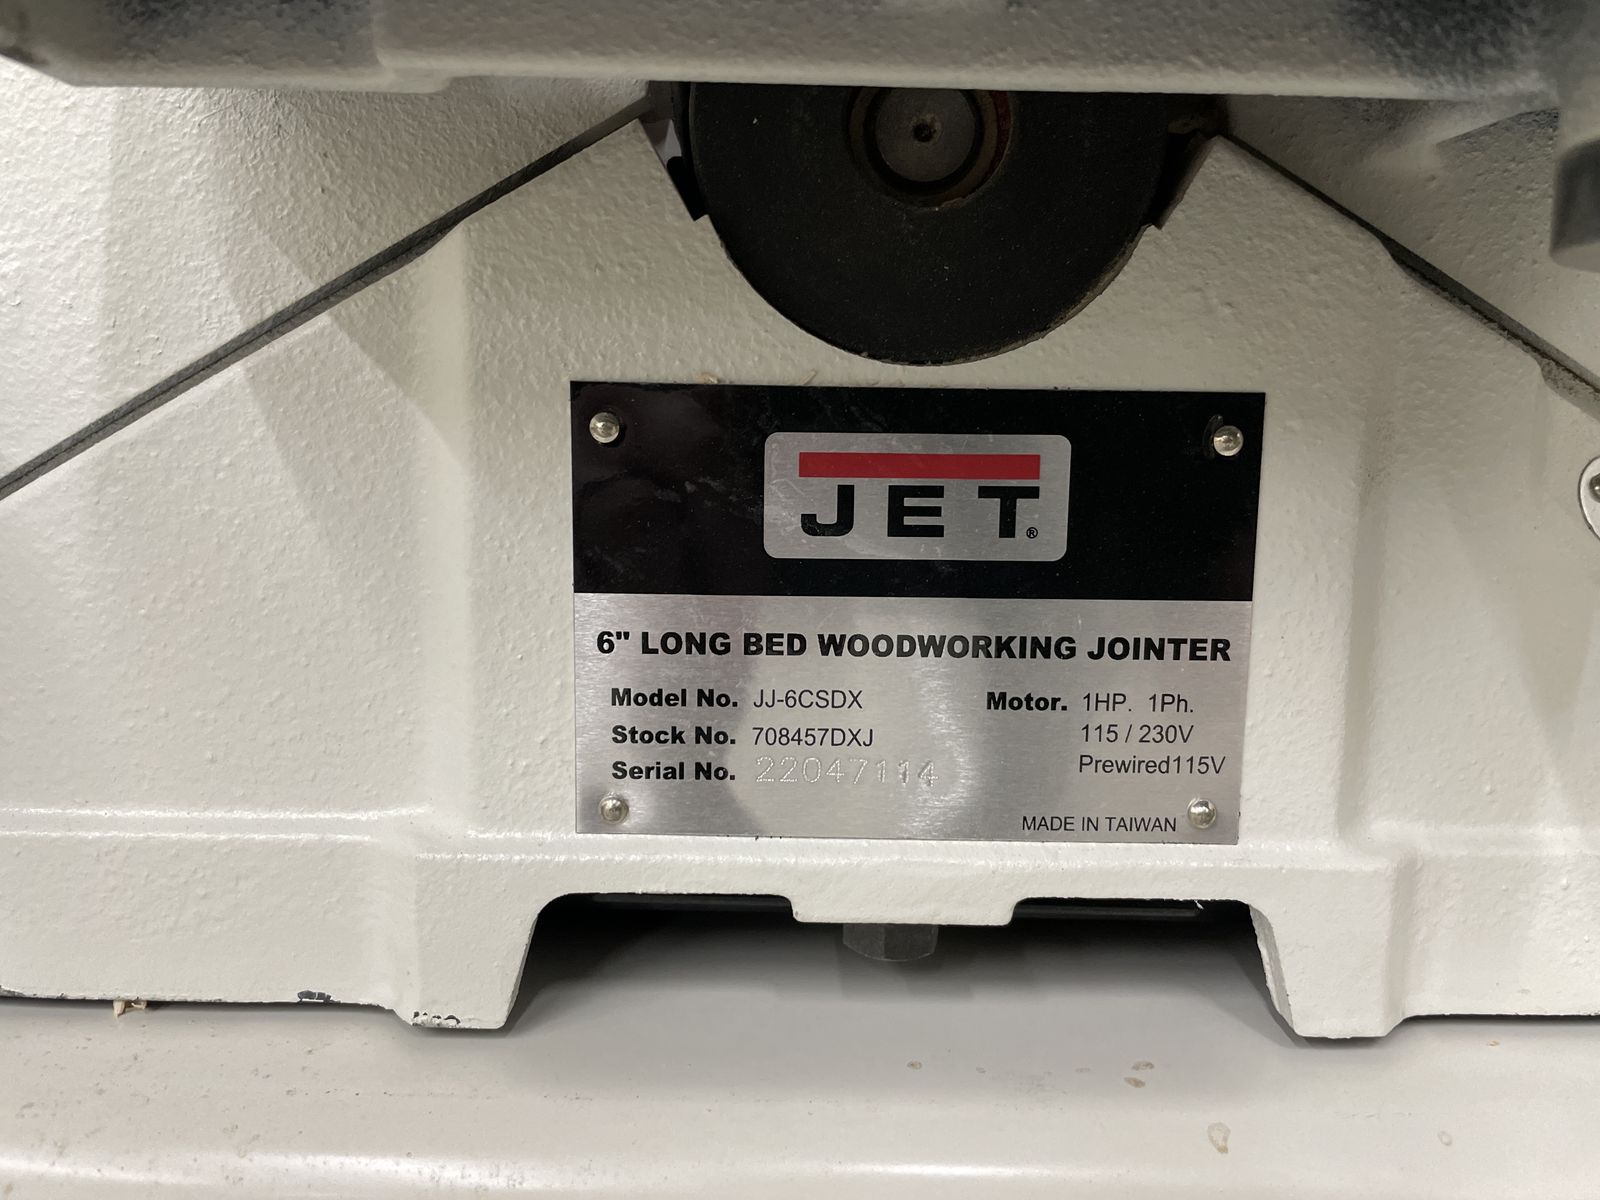 JET®
6" LONG BED WOODWORKING JOINTER
Model No. JJ-6CSDX
Stock No. 708457DXJ
Serial No. 22047114
Motor. 1HP. 1Ph.
115 / 230V
Prewired115V
MADE IN TAIWAN